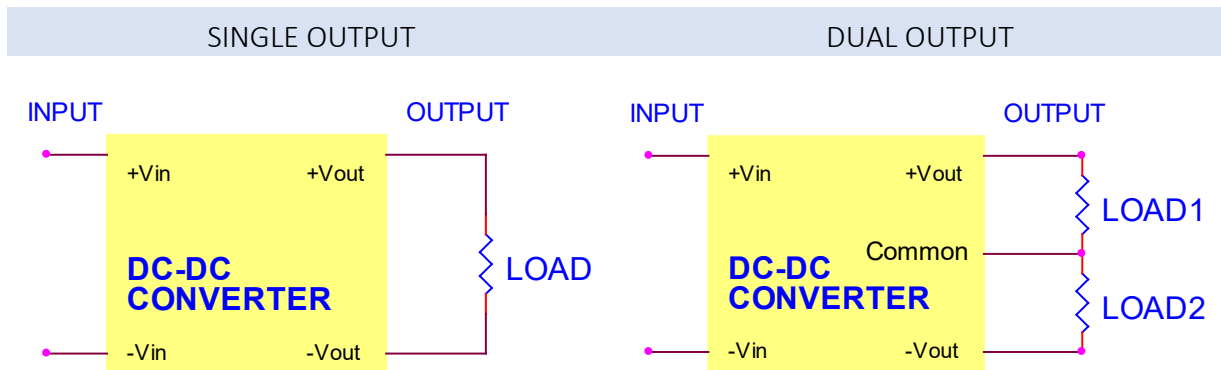 SINGLE OUTPUT
DUAL OUTPUT
INPUT
OUTPUT
+Vin
+Vout
DC-DC
CONVERTER
LOAD
-Vin
-Vout
INPUT
OUTPUT
+Vin
+Vout
LOAD1
Common
DC-DC
CONVERTER
LOAD2
-Vin
-Vout